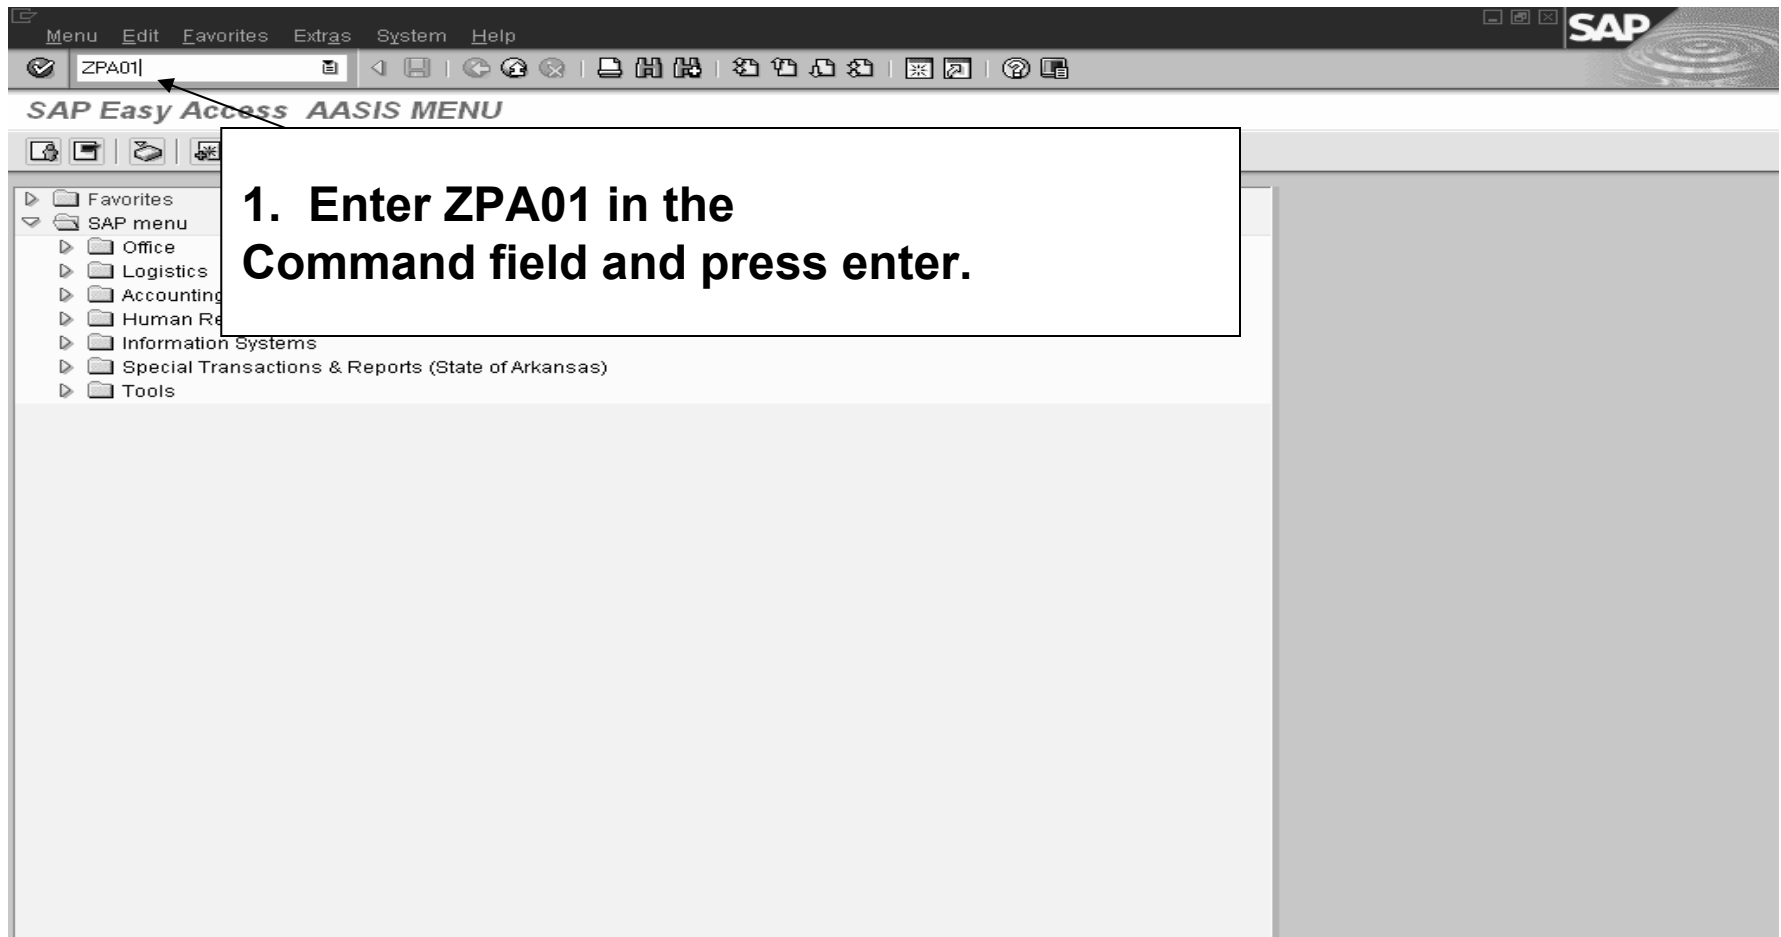 Menu Edit Favorites Extras System Help
SAP
ZPA01
SAP Easy Access AASIS MENU
1. Enter ZPA01 in the
Command field and press enter.
Favorites
SAP menu
Office
Logistics
Accounting
Human Re
Information Systems
Special Transactions & Reports (State of Arkansas)
Tools